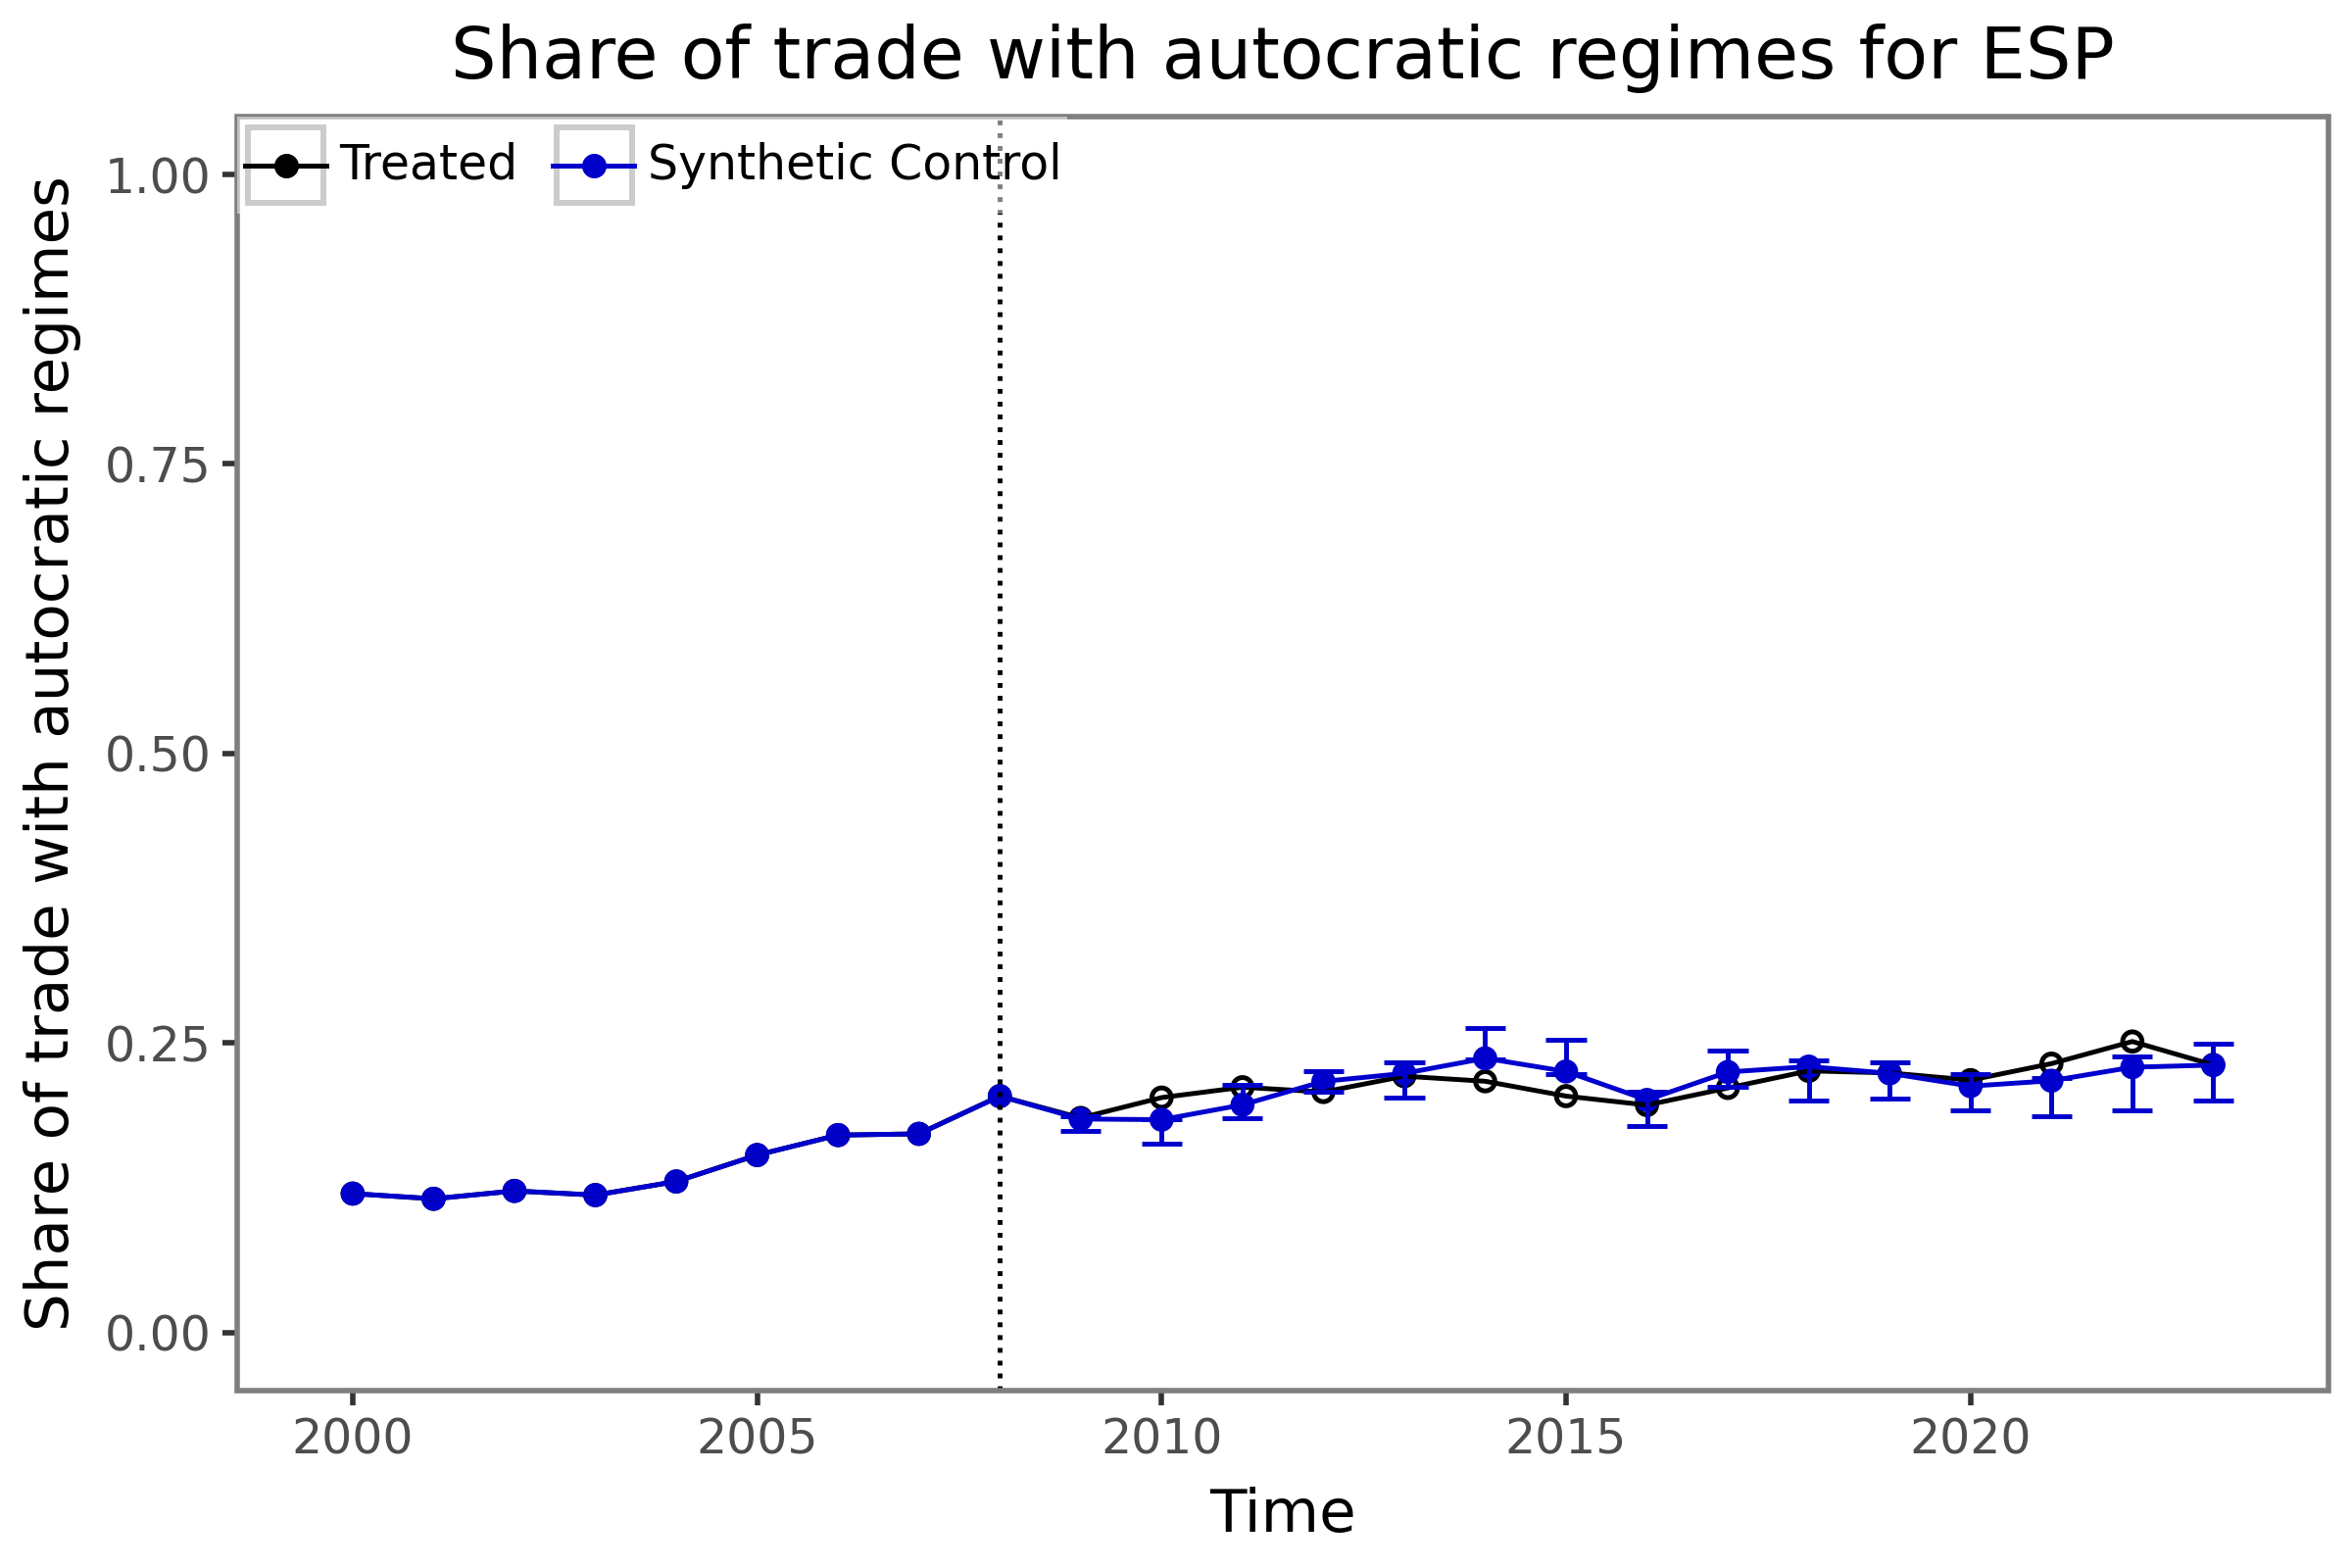 Share of trade with autocratic regimes for ESP
Treated
Synthetic Control
Share of trade with autocratic regimes
1.00
0.75
0.50
0.25
0.00
2000
2005
2010
2015
2020
Time